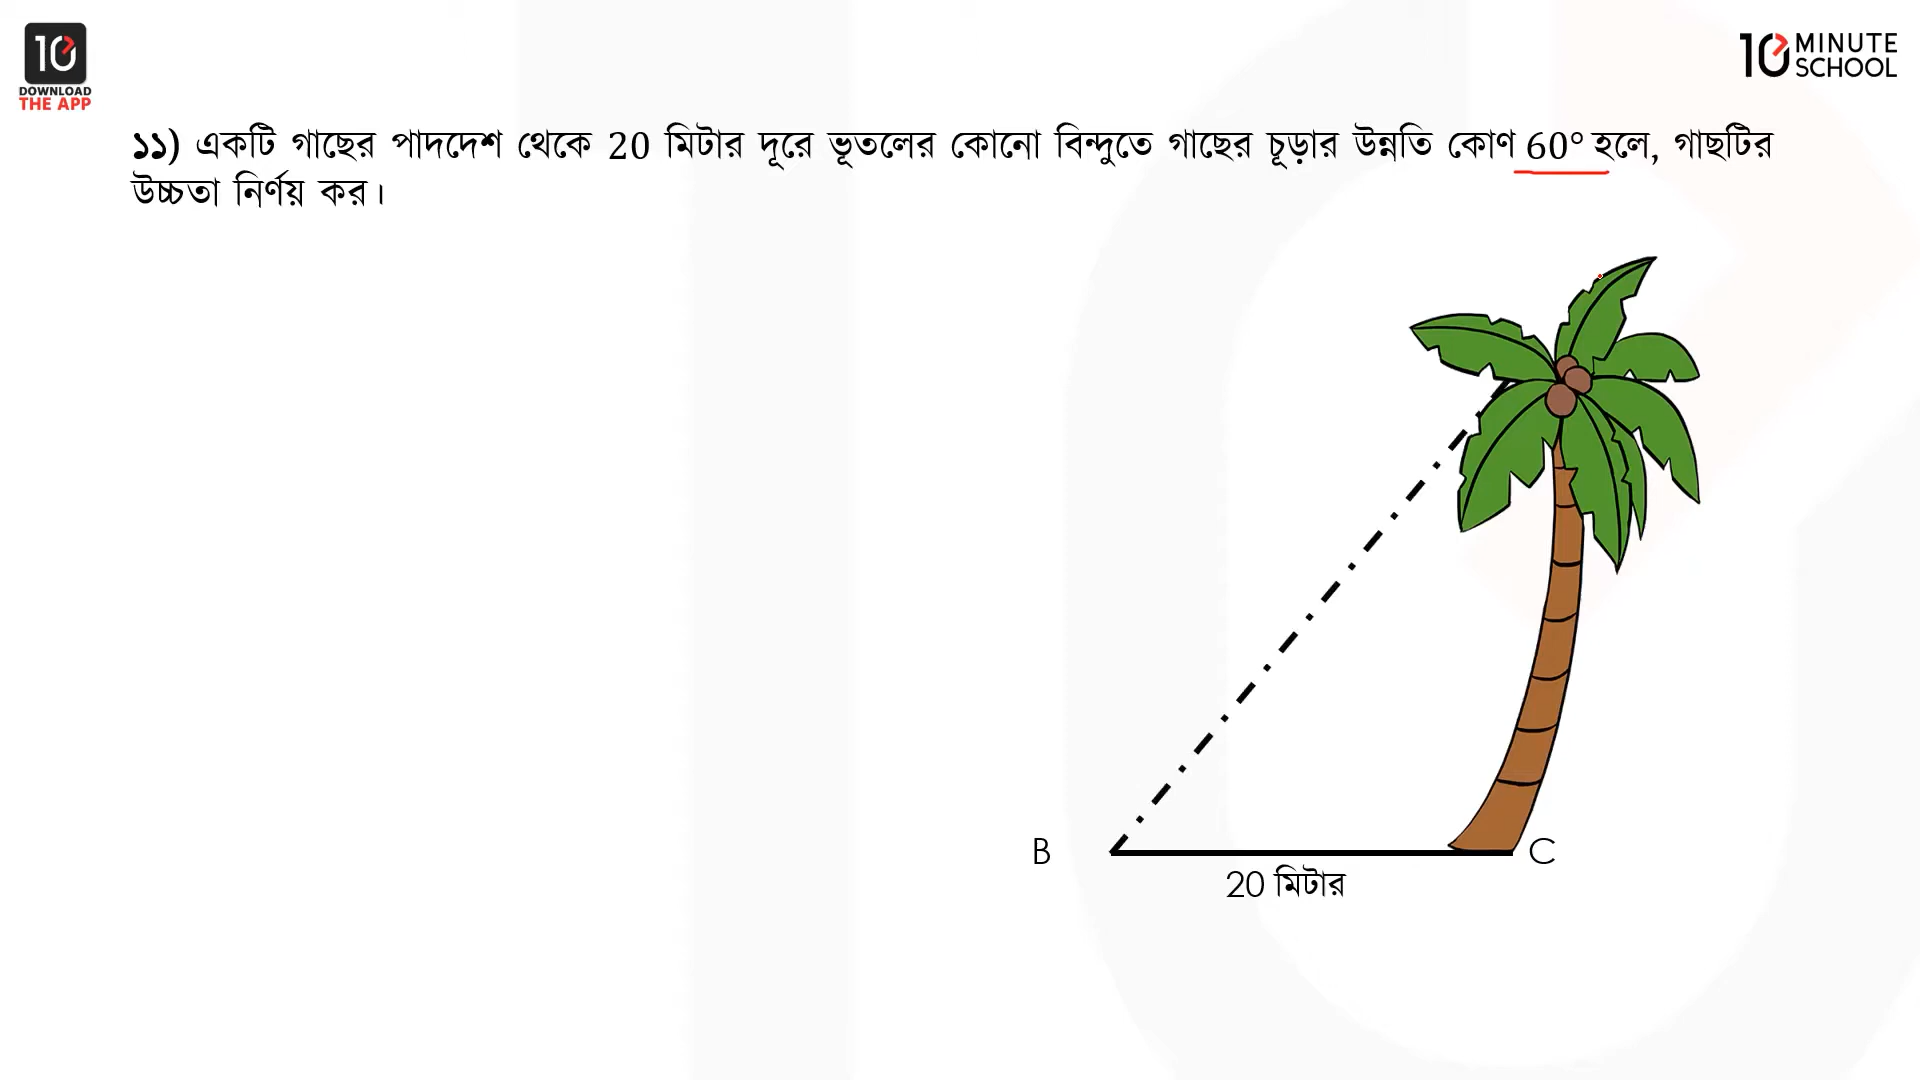 10
DOWNLOAD
THE APP
10 MINUTE
SCHOOL
১১) একটি গাছের পাদদেশ থেকে 20 মিটার দূরে ভূতলের কোনো বিন্দুতে গাছের চূড়ার উন্নতি কোণ 60° হলে, গাছটির
উচ্চতা নির্ণয় কর।
B
C
20 মিটার